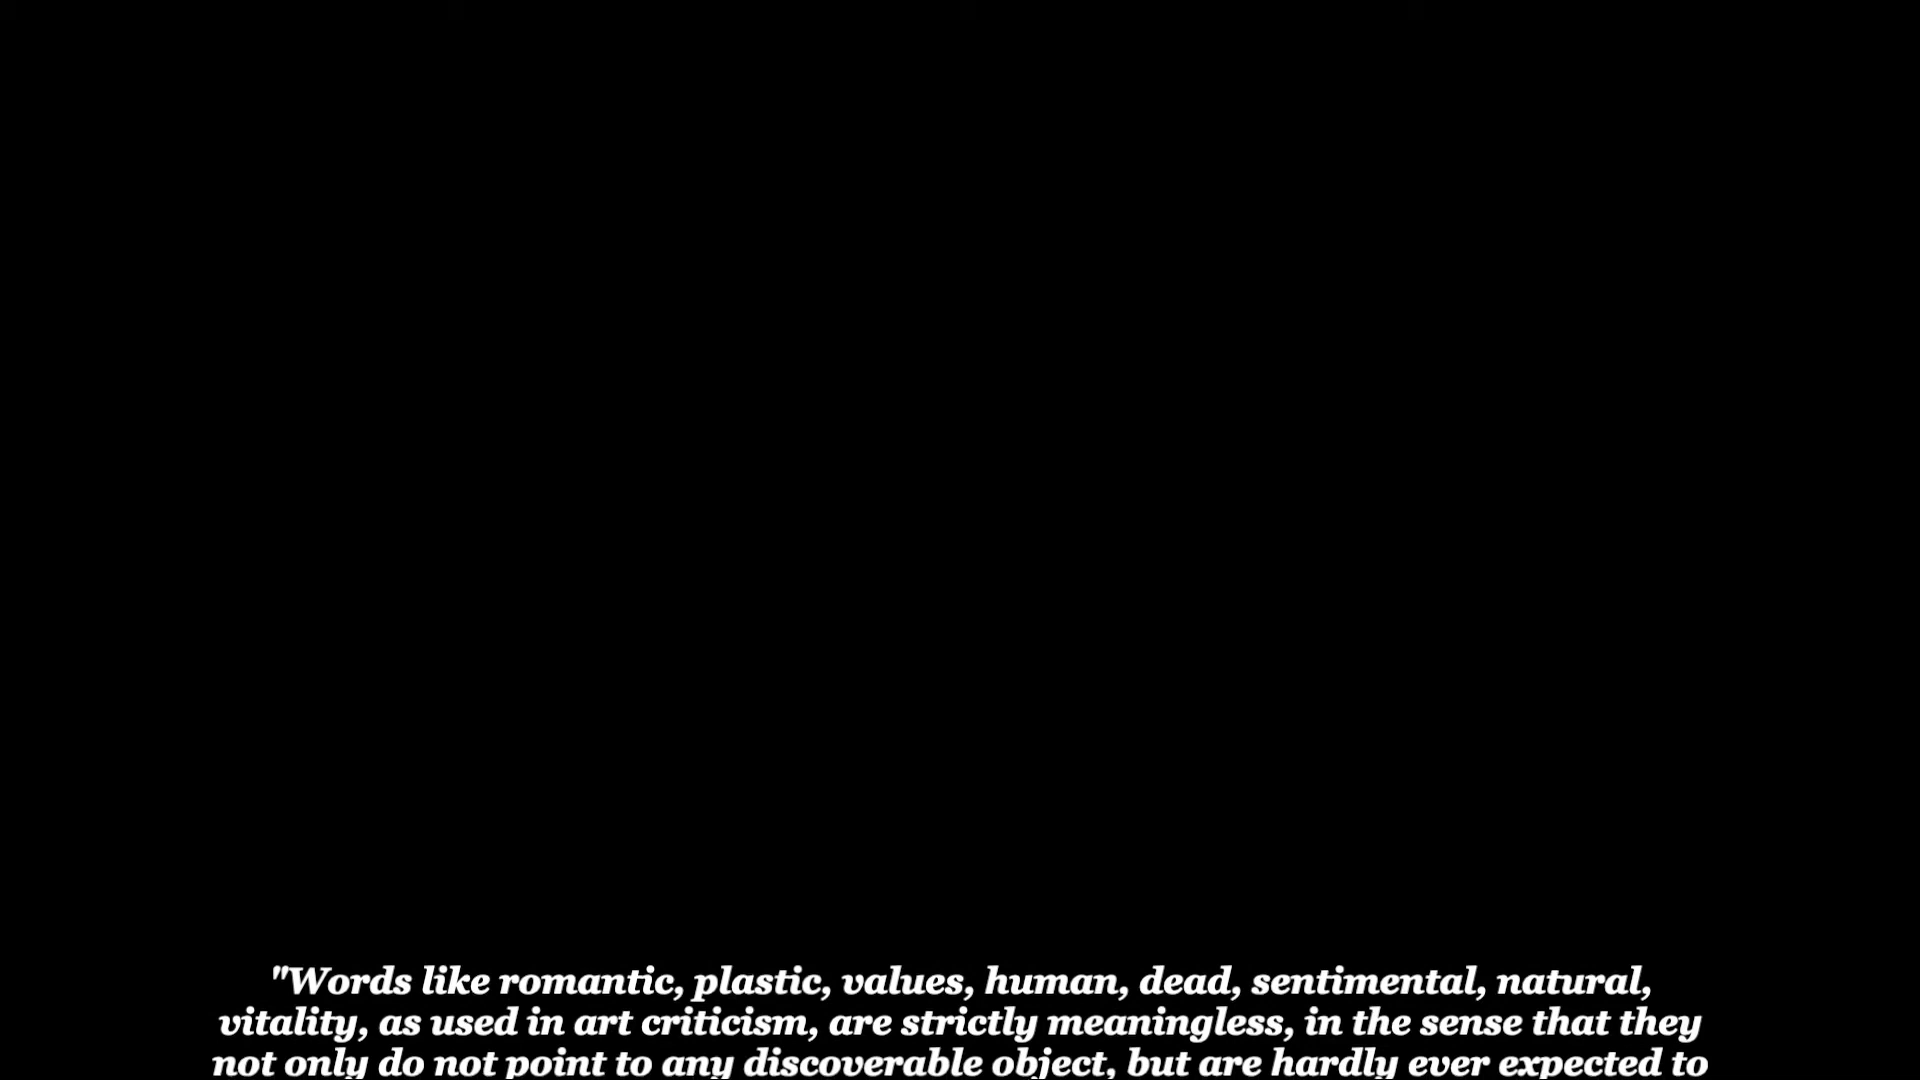 "Words like romantic, plastic, values, human, dead, sentimental, natural,
vitality, as used in art criticism, are strictly meaningless, in the sense that they
not only do not point to any discoverable object, but are hardly ever expected to